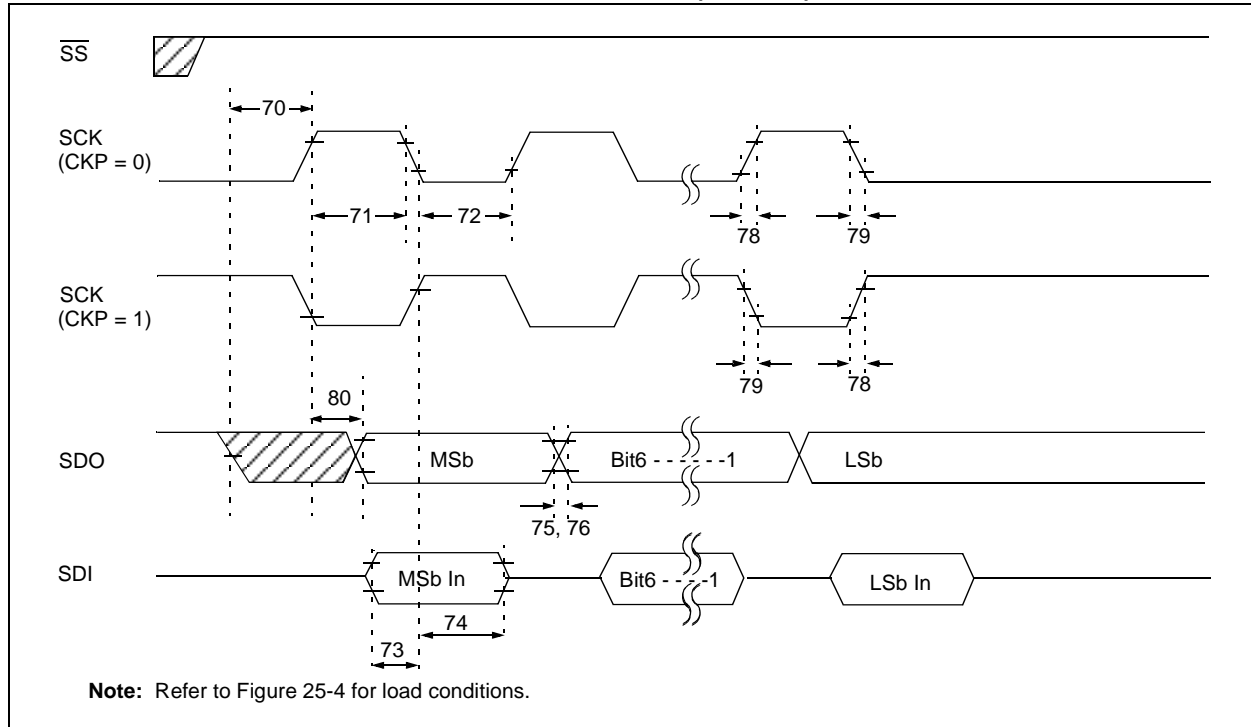 SS
70
SCK
(CKP = 0)
71
72
78
79
SCK
(CKP = 1)
79
78
80
SDO
MSb
Bit6 - - - - - -1
LSb
75, 76
SDI
MSb In
Bit6 - - - - -1
LSb In
74
73
Note: Refer to Figure 25-4 for load conditions.